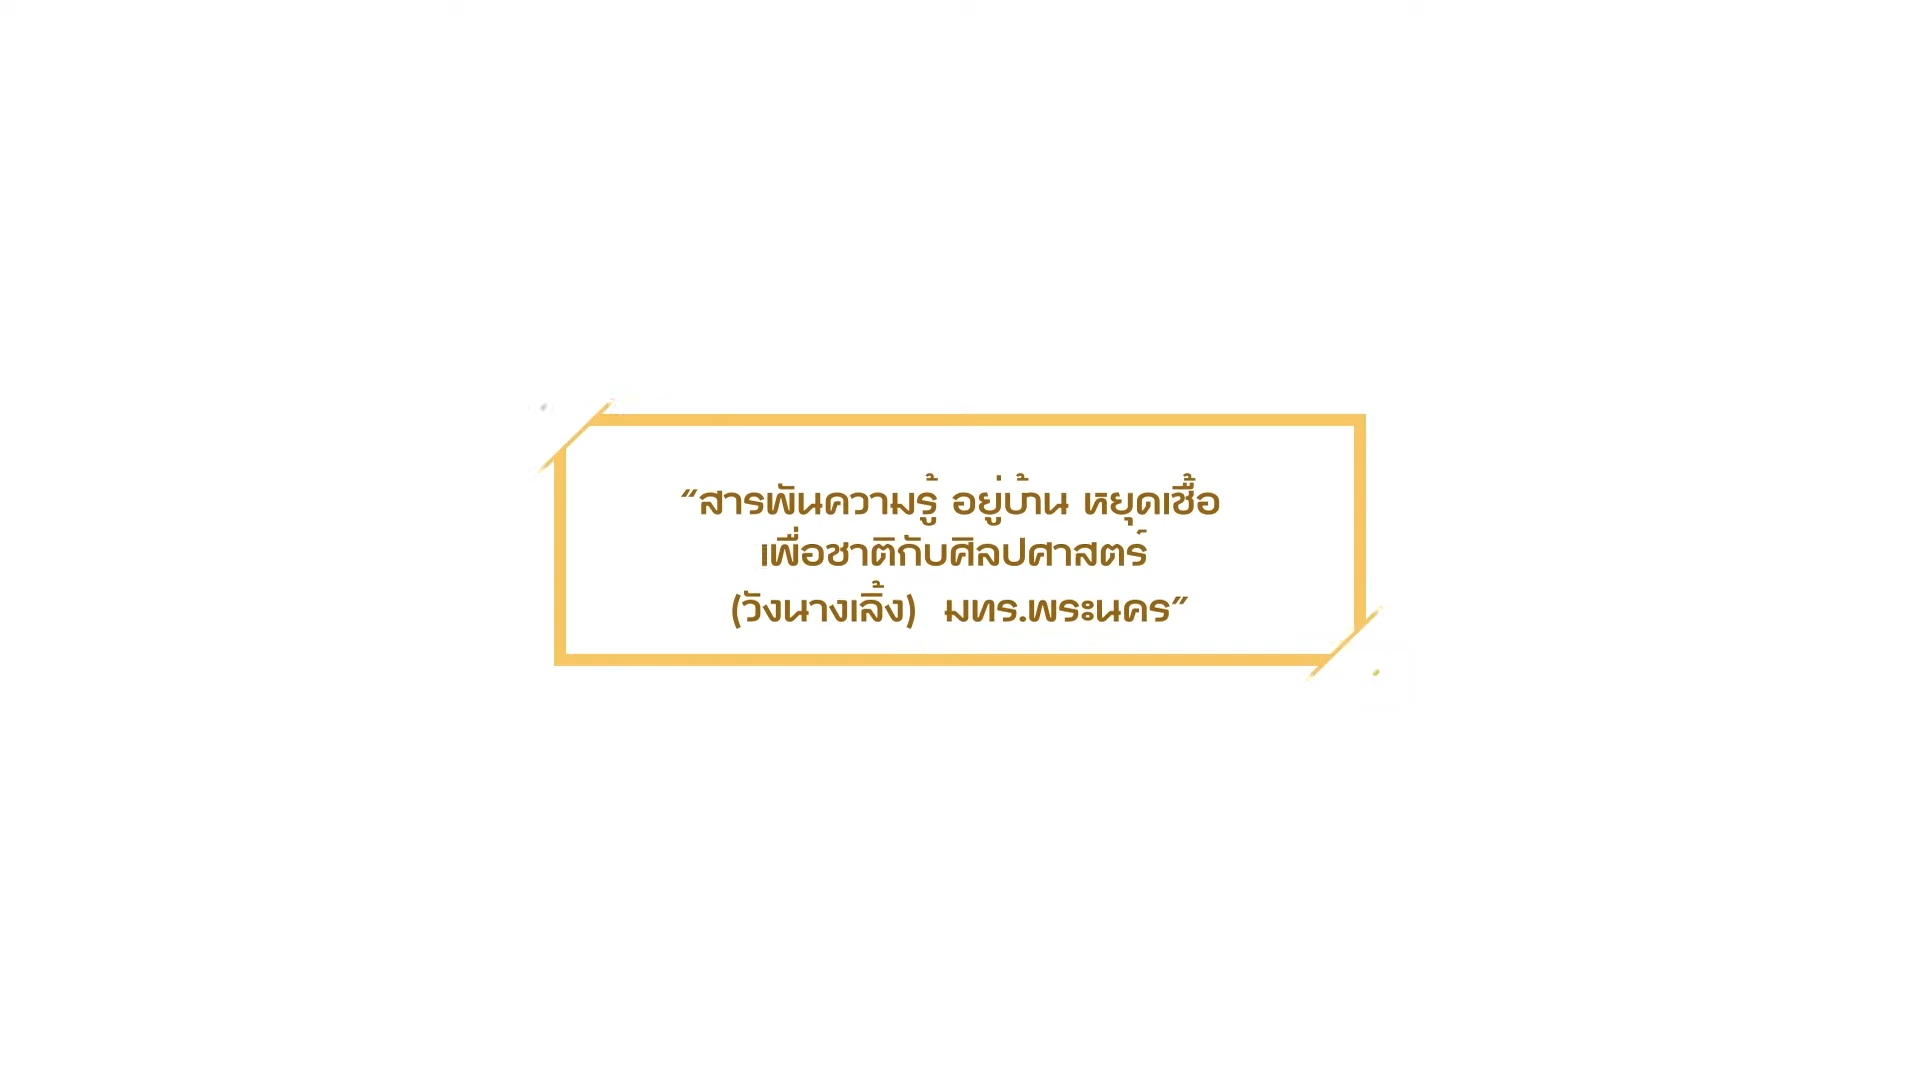 “สารพันความรู้ อยู่บ้าน หยุดเชื้อ
เพื่อชาติกับศิลปศาสตร์
(วังนางเลิ้ง) มทร.พระนคร”